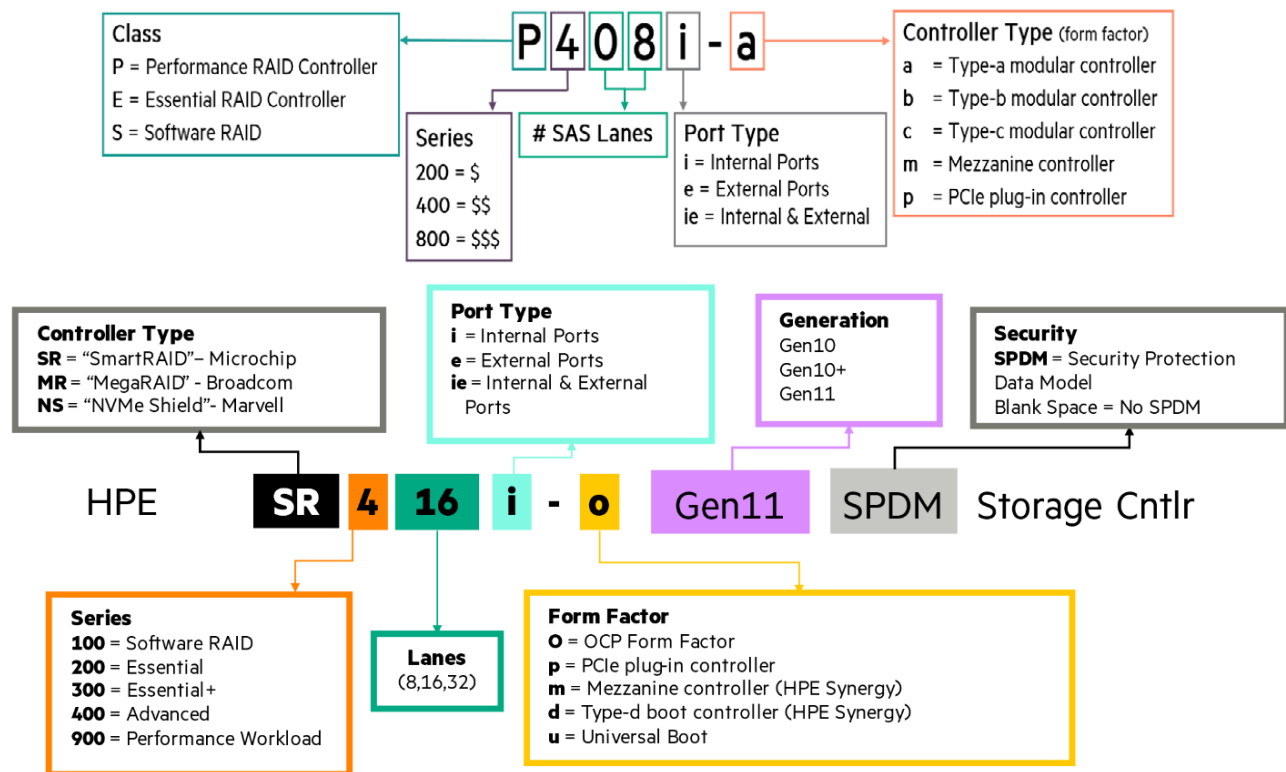 Class
P = Performance RAID Controller
E = Essential RAID Controller
S = Software RAID
P408i-a
Controller Type (form factor)
a = Type-a modular controller
b = Type-b modular controller
c = Type-c modular controller
m = Mezzanine controller
p = PCIe plug-in controller
Series
200 = $
400 = $$
800 = $$$
# SAS Lanes
Port Type
i = Internal Ports
e = External Ports
ie = Internal & External
Controller Type
SR = “SmartRAID”– Microchip
MR = “MegaRAID” - Broadcom
NS = “NVMe Shield”- Marvell
Port Type
i = Internal Ports
e = External Ports
ie = Internal & External
Ports
Generation
Gen10
Gen10+
Gen11
Security
SPDM = Security Protection
Data Model
Blank Space = No SPDM
HPE SR 4 16 i - o Gen11 SPDM Storage Cntlr
Series
100 = Software RAID
200 = Essential
300 = Essential+
400 = Advanced
900 = Performance Workload
Lanes
(8,16,32)
Form Factor
O = OCP Form Factor
p = PCIe plug-in controller
m = Mezzanine controller (HPE Synergy)
d = Type-d boot controller (HPE Synergy)
u = Universal Boot